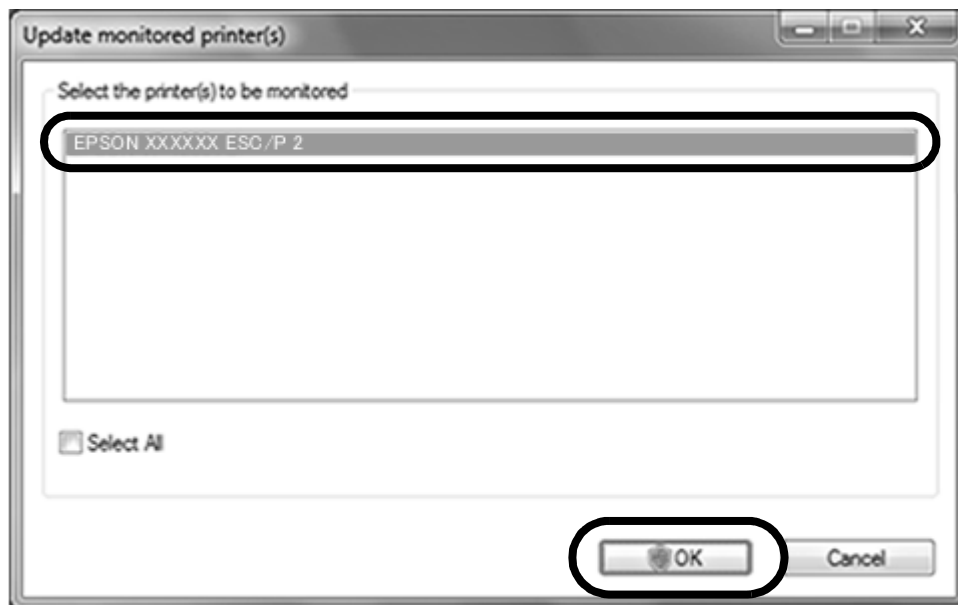 Update monitored printer(s)
Select the printer(s) to be monitored
EPSON XXXXXX ESC/P 2
Select All
OK
Cancel